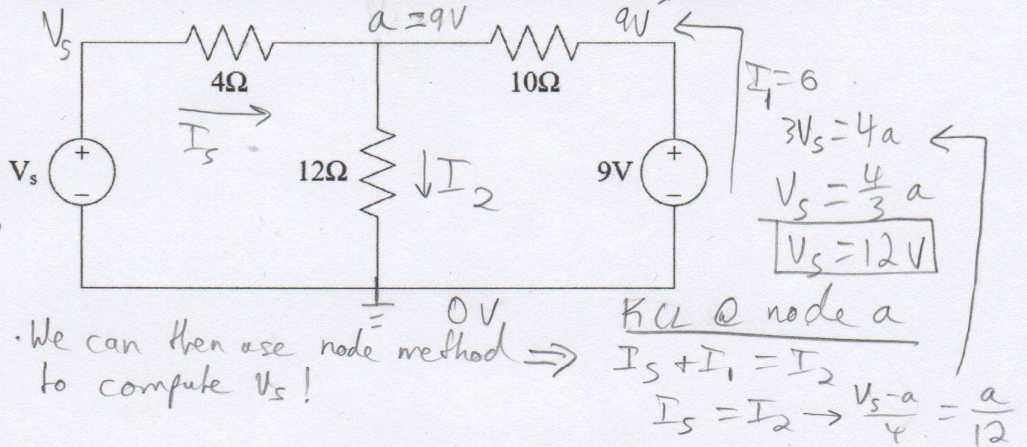 Vs
a = 9V
9V
4Ω
10Ω
I1 = 6
Is
3Vs = 4a
Vs
+
−
12Ω
↓I2
9V
+
−
Vs = 4/3 a
Vs = 12V
0V
KCL @ node a
· We can then use node method ⇒
to compute Vs!
Is + I1 = I2
Is = I2 → Vs-a/4 = a/12